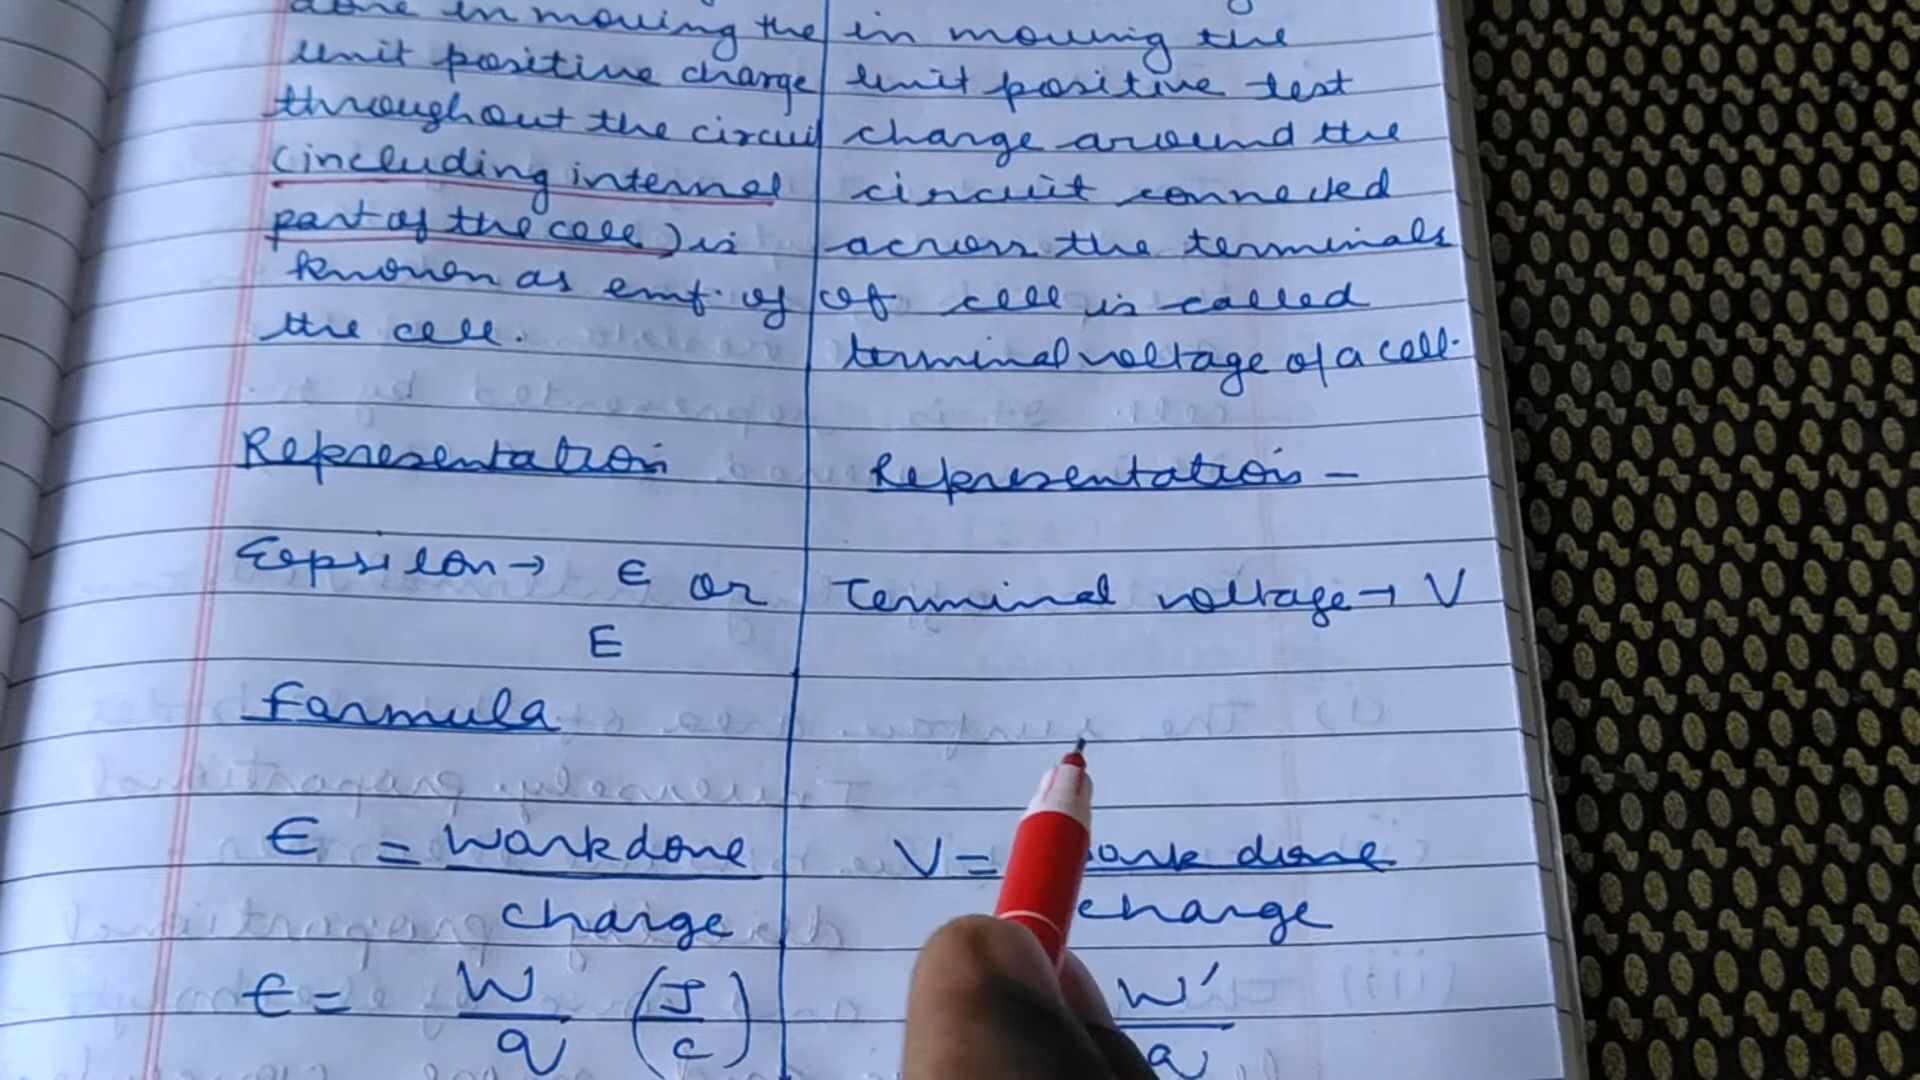 done in moving the
unit positive charge
throughout the circuit
(including internal
part of the cell) is
known as emf. of
the cell.
Representation
Eepsilon → ϵ or
E
Formula
ϵ = Work done
charge
ϵ = W (J
q c)
in moving the
unit positive test
charge around the
circuit connected
across the terminals
of cell is called
terminal voltage of a cell.
Representation -
Terminal voltage → V
V = work done
charge
W'
q